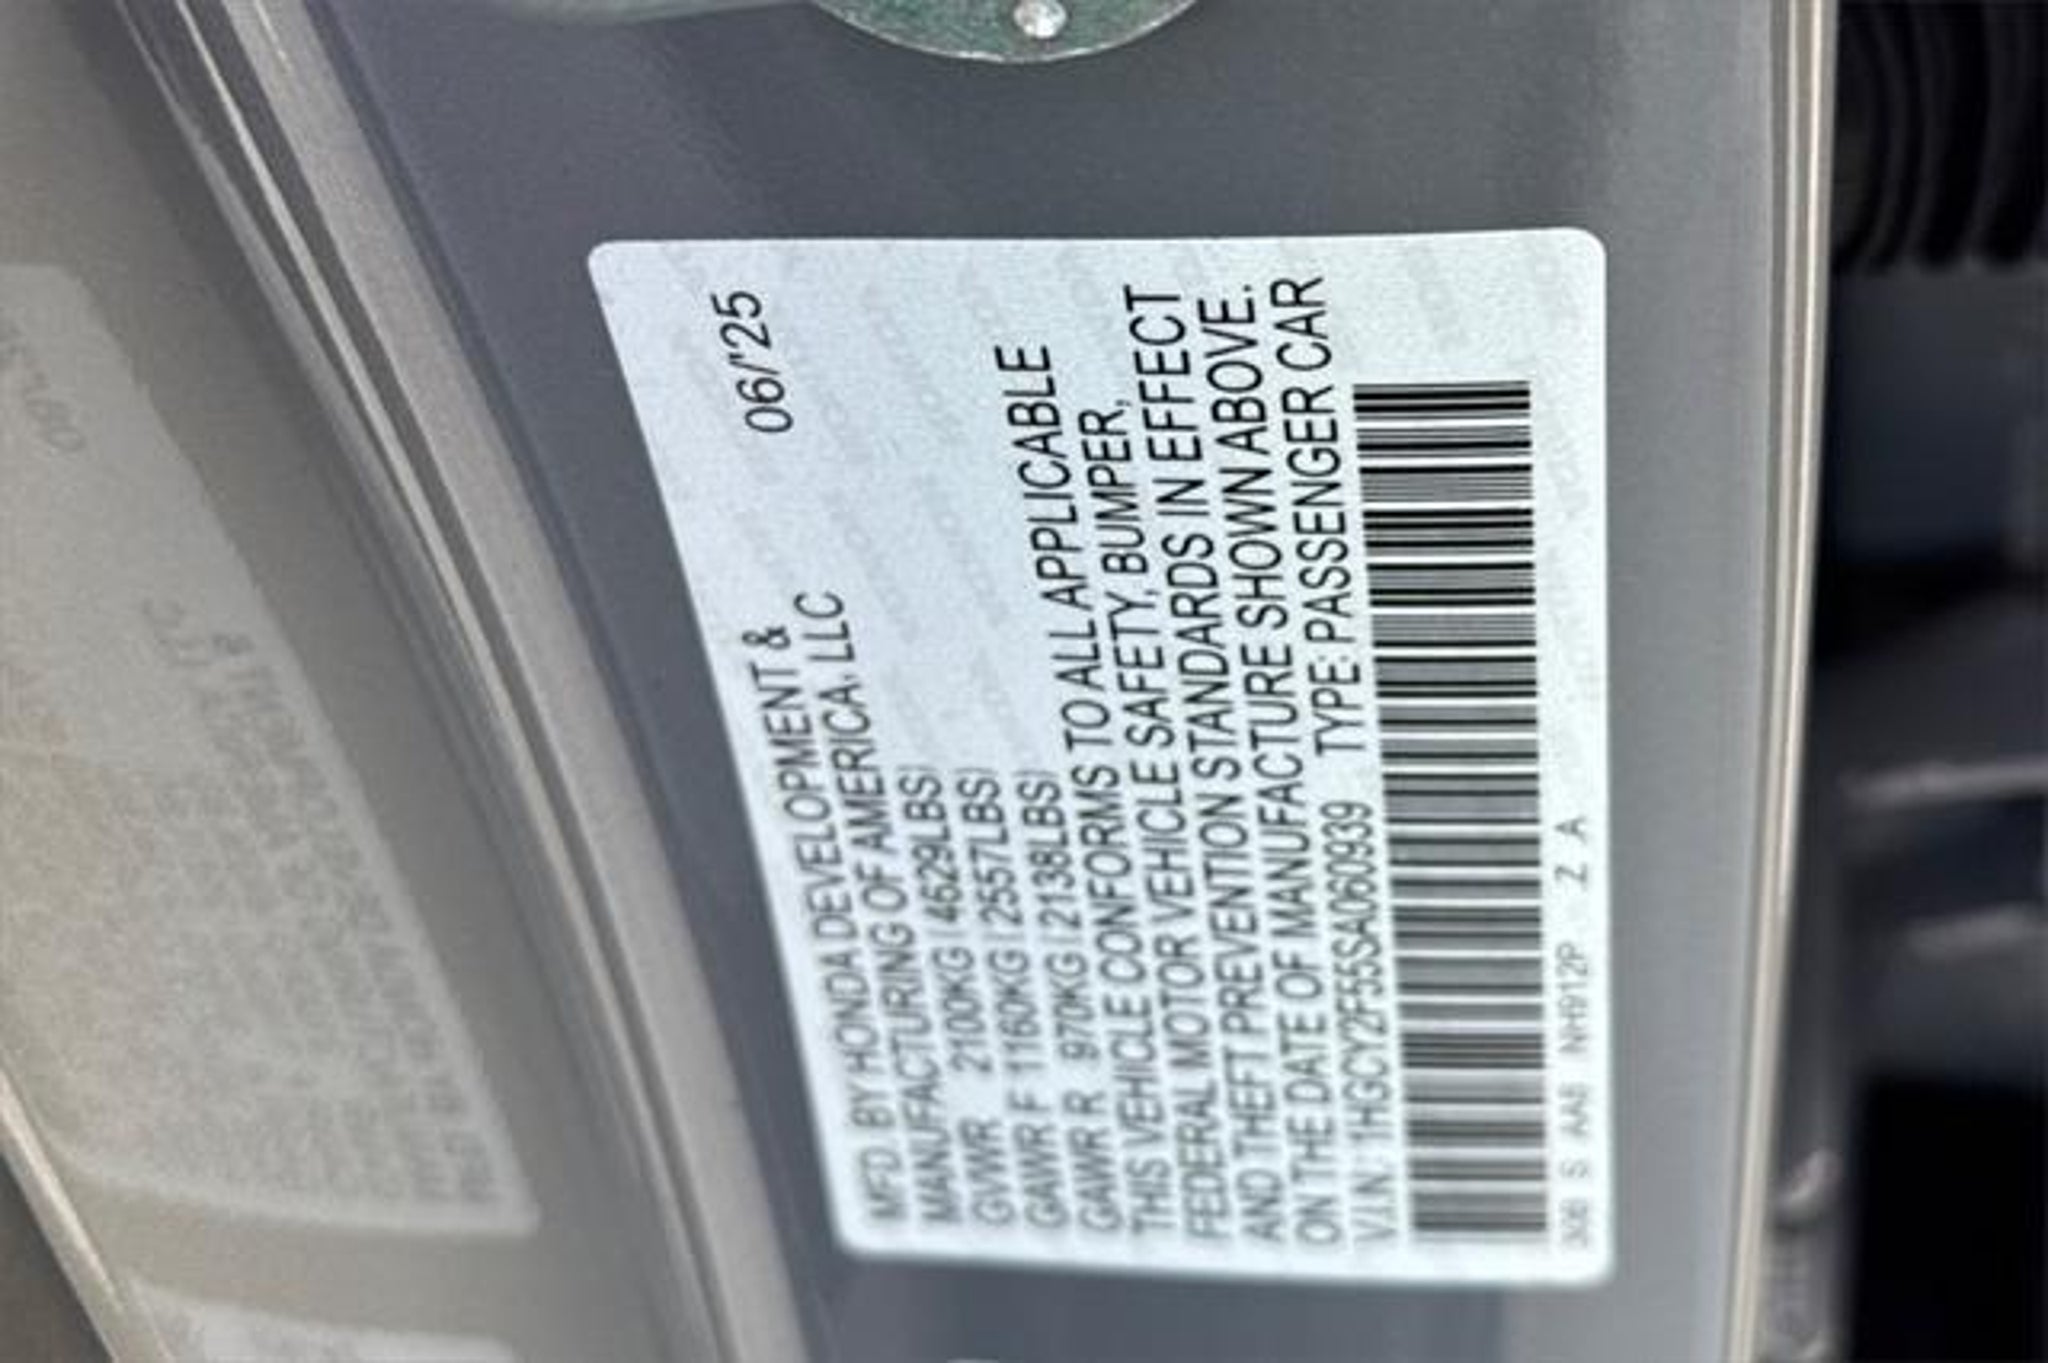 06/'25
MFD. BY HONDA DEVELOPMENT &
MANUFACTURING OF AMERICA, LLC
GVWR 2100KG (4629LBS)
GAWR F 1160KG (2557LBS)
GAWR R 970KG (2138LBS)
THIS VEHICLE CONFORMS TO ALL APPLICABLE
FEDERAL MOTOR VEHICLE SAFETY, BUMPER,
AND THEFT PREVENTION STANDARDS IN EFFECT
ON THE DATE OF MANUFACTURE SHOWN ABOVE.
V.I.N.: 1HGCY2F55SA060939 TYPE: PASSENGER CAR
S NH912P Z A